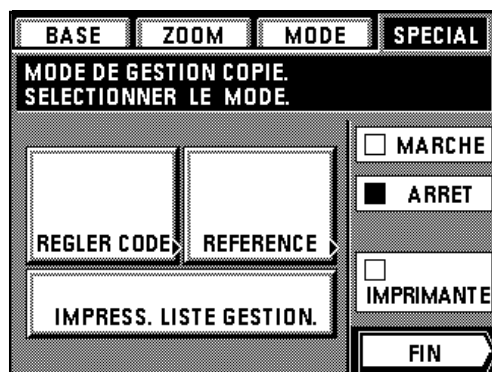 BASE ZOOM MODE SPECIAL
MODE DE GESTION COPIE.
SELECTIONNER LE MODE.
MARCHE
ARRET
REGLER CODE REFERENCE
IMPRIMANTE
IMPRESS. LISTE GESTION.
FIN